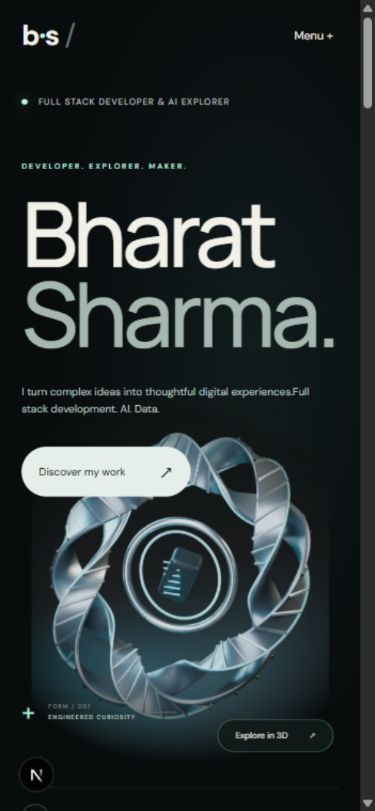 b·s /
Menu +
FULL STACK DEVELOPER & AI EXPLORER
DEVELOPER. EXPLORER. MAKER.
Bharat
Sharma.
I turn complex ideas into thoughtful digital experiences.Full
stack development. AI. Data.
Discover my work ↗
+ FORM / 001
ENGINEERED CURIOSITY
Explore in 3D ↗
N